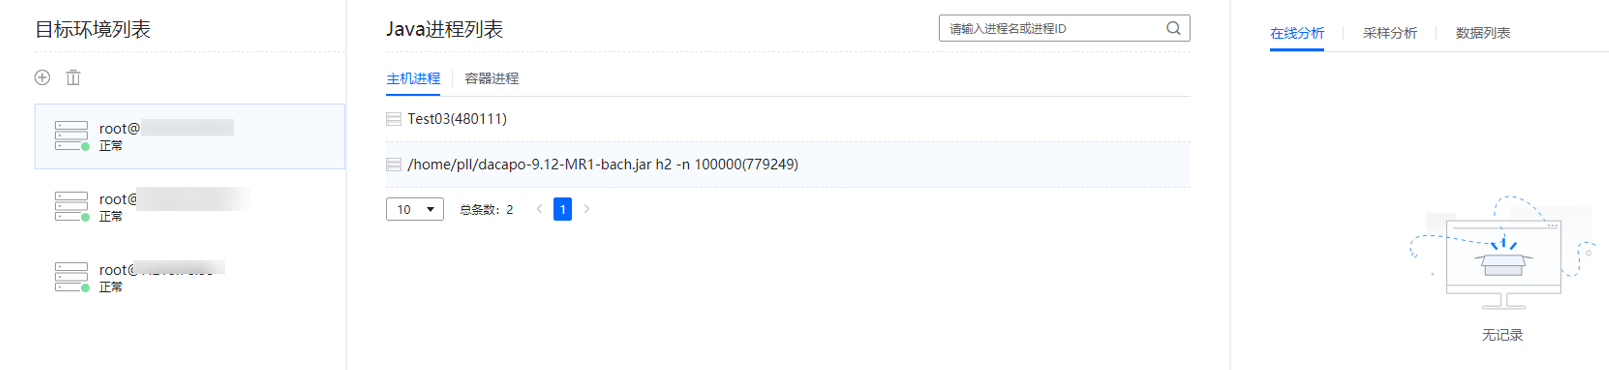 目标环境列表
root@
正常
root@
正常
root@
正常
Java进程列表
请输入进程名或进程ID
主机进程
容器进程
Test03(480111)
/home/pll/dacapo-9.12-MR1-bach.jar h2 -n 100000(779249)
10
总条数：2
1
在线分析
采样分析
数据列表
无记录